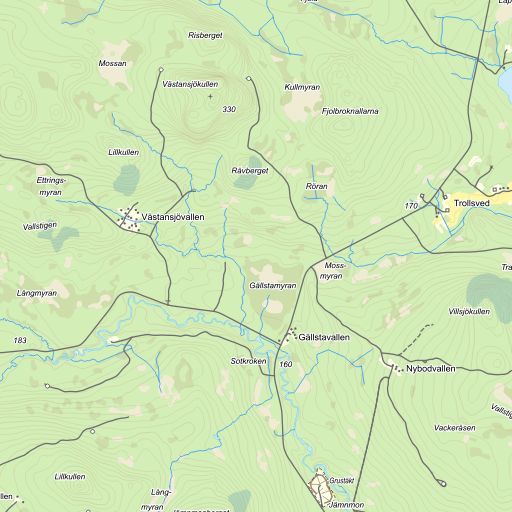 Risberget
Mossan
Västansjökullen
Kullmyran
330
Fjolbroknallarna
Lillkullen
Rävberget
Ettrings-
myran
Röran
170
Trollsved
Västansjövallen
Vallstigen
Moss-
myran
Långmyran
Gällstamyran
Villsjökullen
183
Gällstavallen
Sotkroken
160
Nybodvallen
Vackeråsen
Lillkullen
Grustäkt
Lång-
myran
Jämnmon